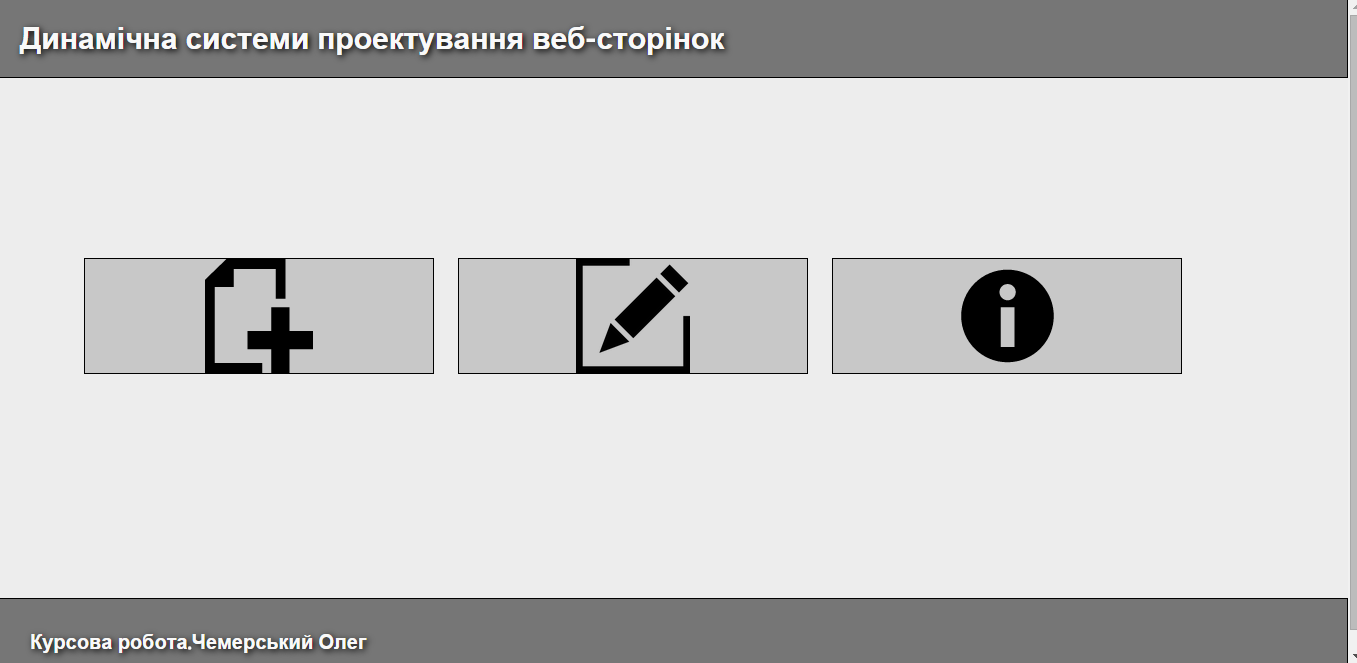 Динамічна системи проектування веб-сторінок
Курсова робота.Чемерський Олег